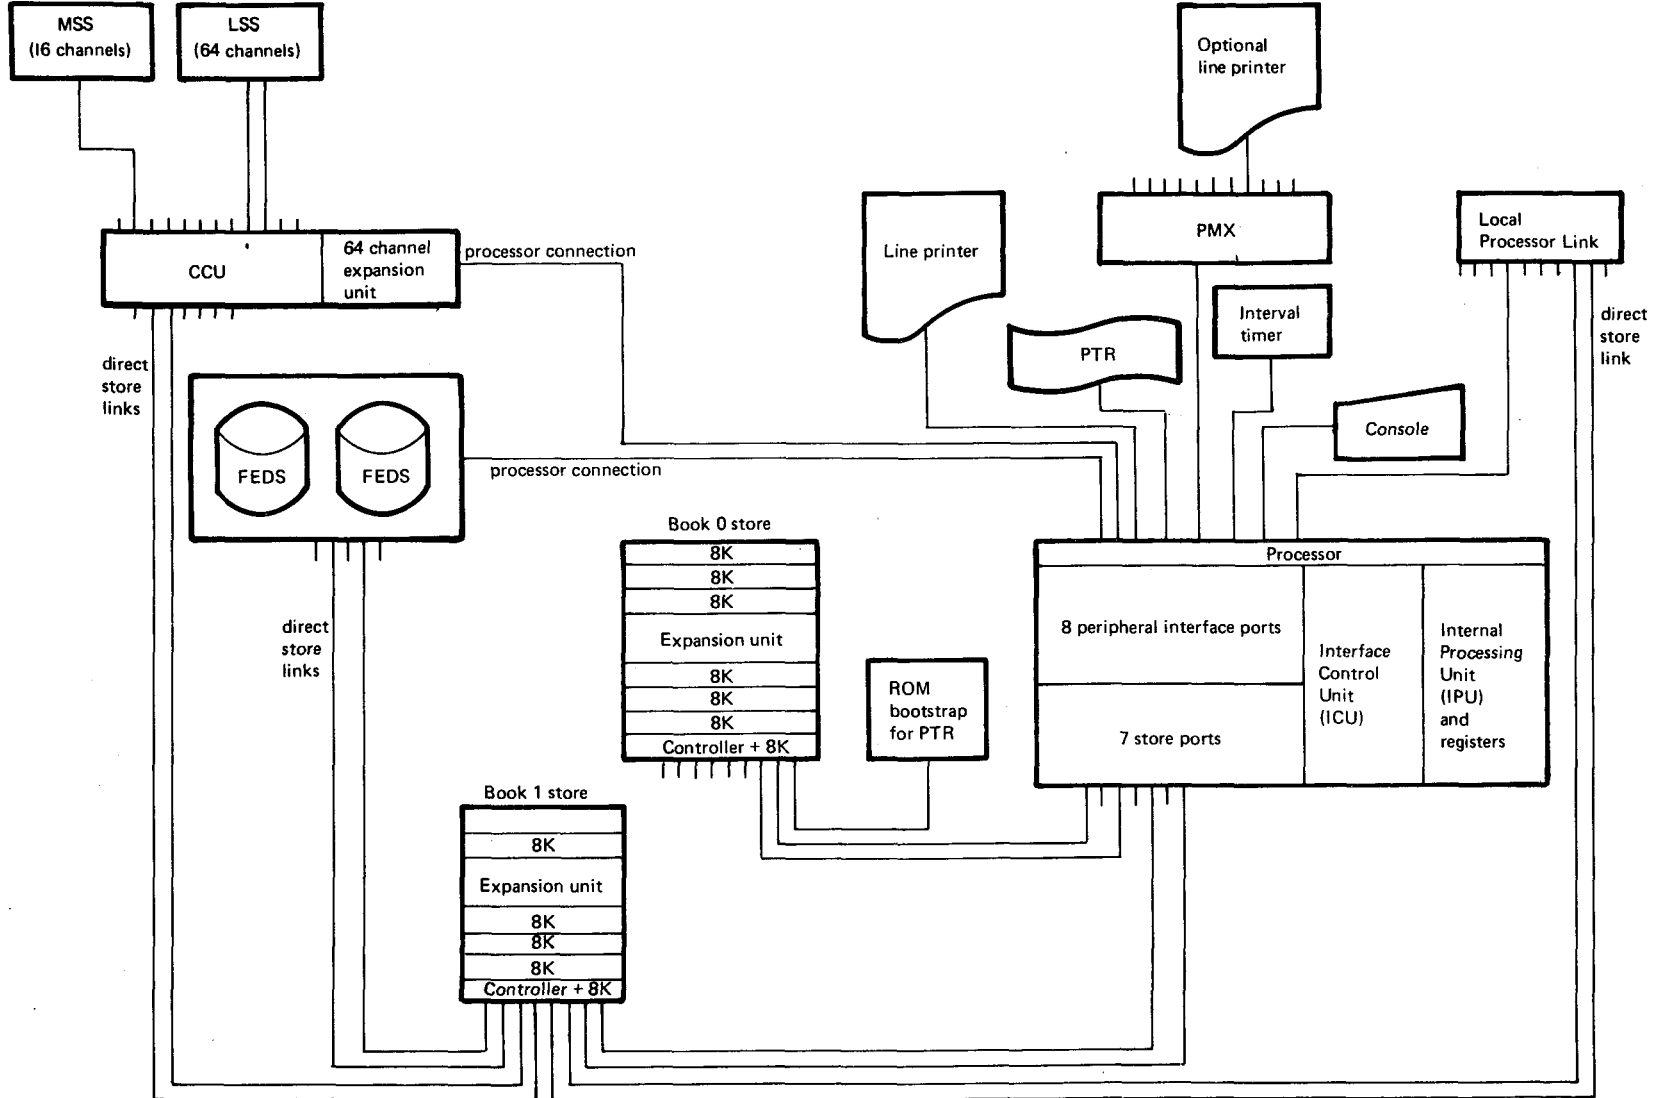 MSS
(16 channels)
LSS
(64 channels)
Optional
line printer
CCU
64 channel
expansion
unit
processor connection
Line printer
PMX
Local
Processor Link
PTR
Interval
timer
direct
store
links
direct
store
link
FEDS
FEDS
processor connection
Console
Book 0 store
8K
8K
8K
Expansion unit
8K
8K
8K
Controller + 8K
direct
store
links
ROM
bootstrap
for PTR
Processor
8 peripheral interface ports
7 store ports
Interface
Control
Unit
(ICU)
Internal
Processing
Unit
(IPU)
and
registers
Book 1 store
8K
Expansion unit
8K
8K
8K
Controller + 8K